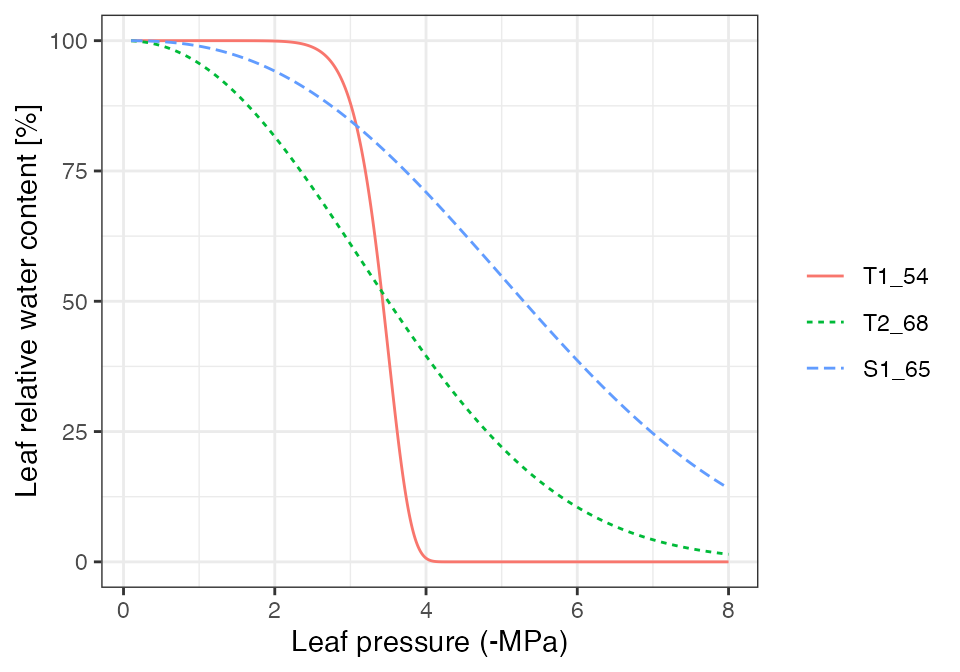 Leaf relative water content [%]
100
75
50
25
0
0 2 4 6 8
Leaf pressure (-MPa)
T1_54
T2_68
S1_65